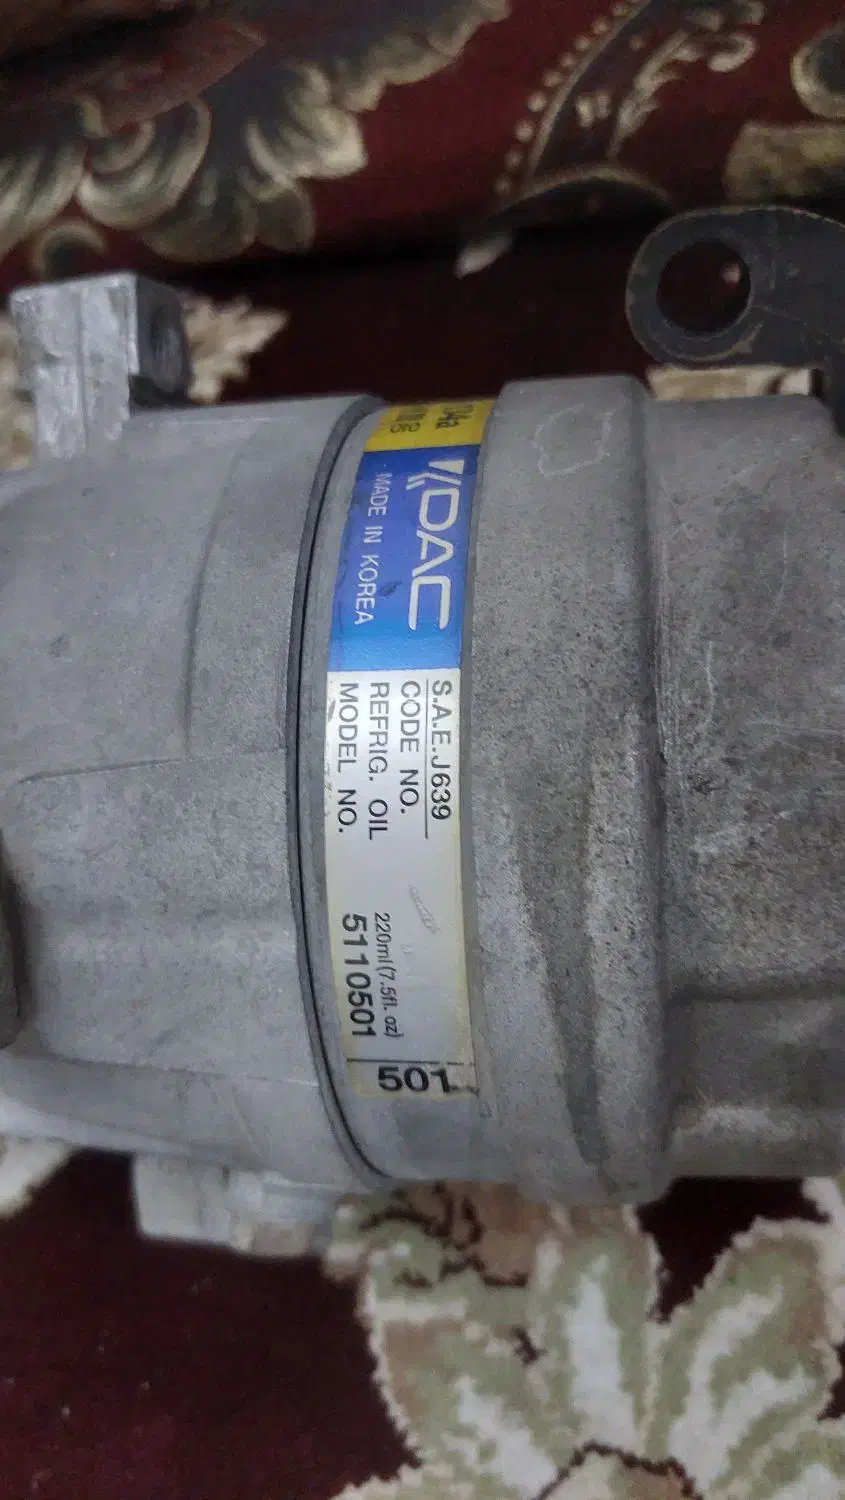 DAC
MADE IN KOREA
S.A.E.J639
CODE NO.
REFRIG. OIL 220ml(7.5fl. oz)
MODEL NO. 5110501
501